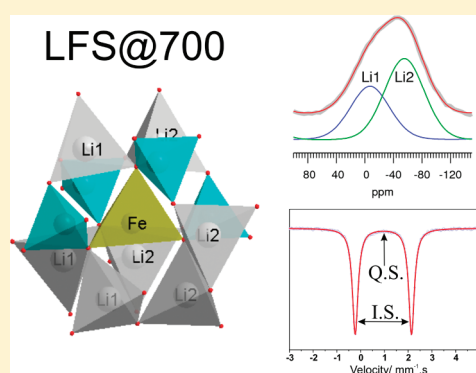 LFS@700
Li1 Li2
80 40 0 -40 -80 -120
ppm
Li1
Li2
Fe
Li2
Li1
Li2
Li1
Li2
Q.S.
I.S.
-3 -2 -1 0 1 2 3 4 5
Velocity/ mm⁻¹.s